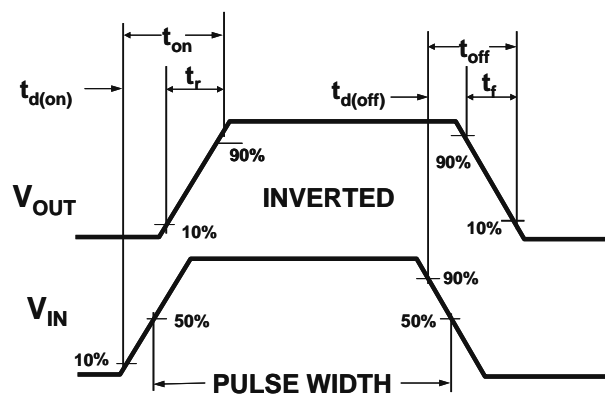 t_on
t_off
t_d(on)
t_r
t_d(off)
t_f
90%
90%
V_OUT
INVERTED
10%
10%
90%
V_IN
50%
50%
10%
PULSE WIDTH